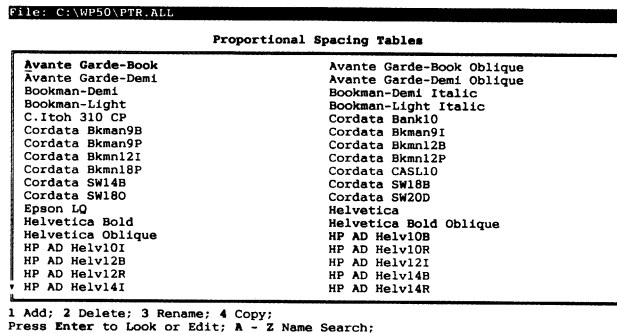 File: C:\WP50\PTR.ALL
Proportional Spacing Tables
Avante Garde-Book Avante Garde-Book Oblique
Avante Garde-Demi Avante Garde-Demi Oblique
Bookman-Demi Bookman-Demi Italic
Bookman-Light Bookman-Light Italic
C.Itoh 310 CP Cordata Bank10
Cordata Bkman9B Cordata Bkman9I
Cordata Bkman9P Cordata Bkmn12B
Cordata Bkmn12I Cordata Bkmn12P
Cordata Bkmn18P Cordata CASL10
Cordata SW14B Cordata SW18B
Cordata SW18O Cordata SW20D
Epson LQ Helvetica
Helvetica Bold Helvetica Bold Oblique
Helvetica Oblique HP AD Helv10B
HP AD Helv10I HP AD Helv10R
HP AD Helv12B HP AD Helv12I
HP AD Helv12R HP AD Helv14B
HP AD Helv14I HP AD Helv14R
1 Add; 2 Delete; 3 Rename; 4 Copy;
Press Enter to Look or Edit; A - Z Name Search;